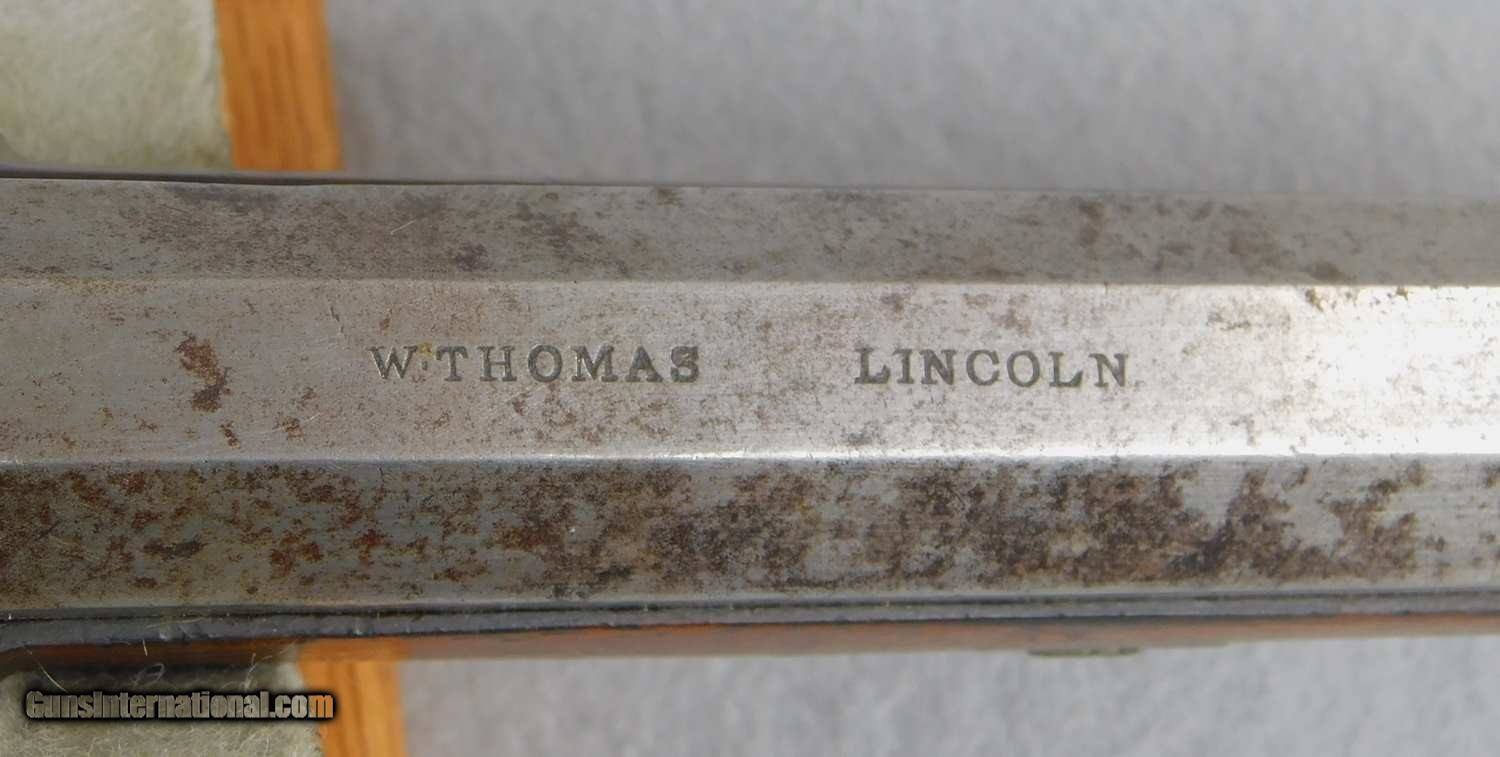 W. THOMAS LINCOLN.
GunsInternational.com